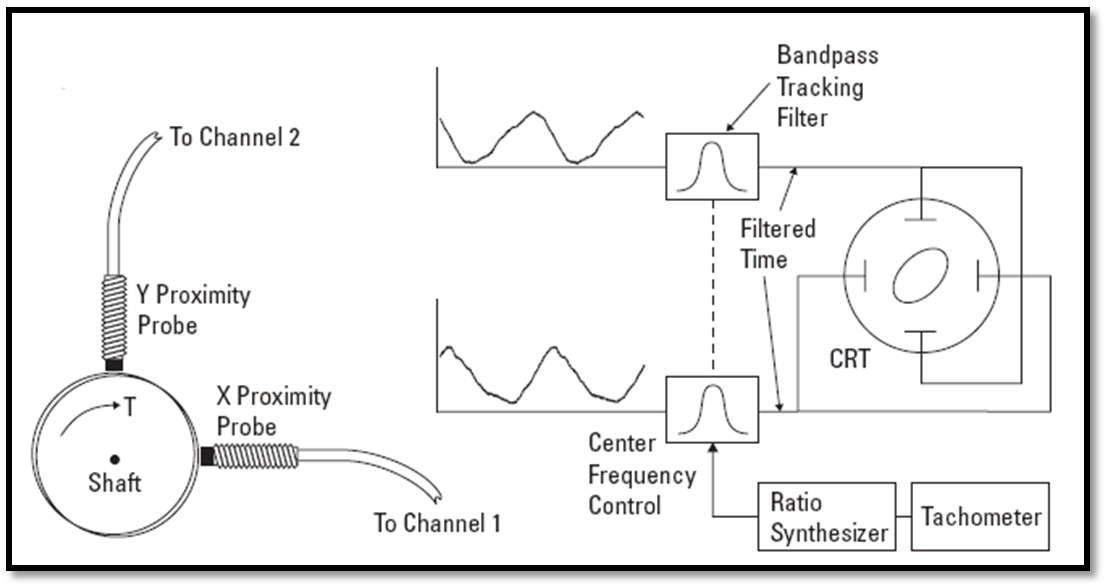 To Channel 2
Y Proximity
Probe
X Proximity
Probe
T
Shaft
To Channel 1
Bandpass
Tracking
Filter
Filtered
Time
CRT
Center
Frequency
Control
Ratio
Synthesizer
Tachometer